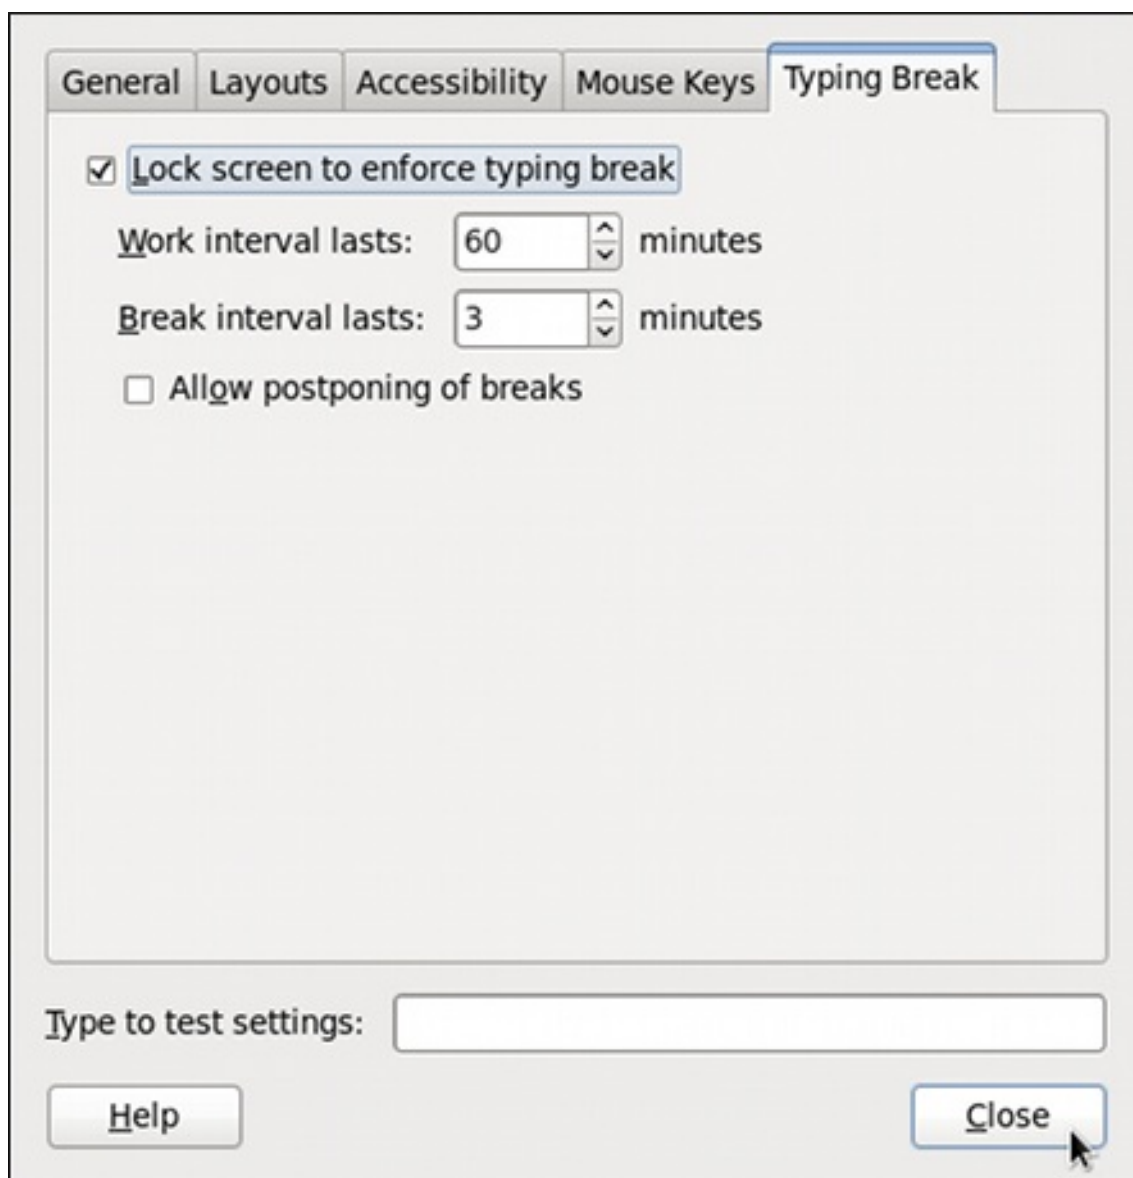 General Layouts Accessibility Mouse Keys Typing Break
Lock screen to enforce typing break
Work interval lasts: 60 minutes
Break interval lasts: 3 minutes
Allow postponing of breaks
Type to test settings:
Help Close